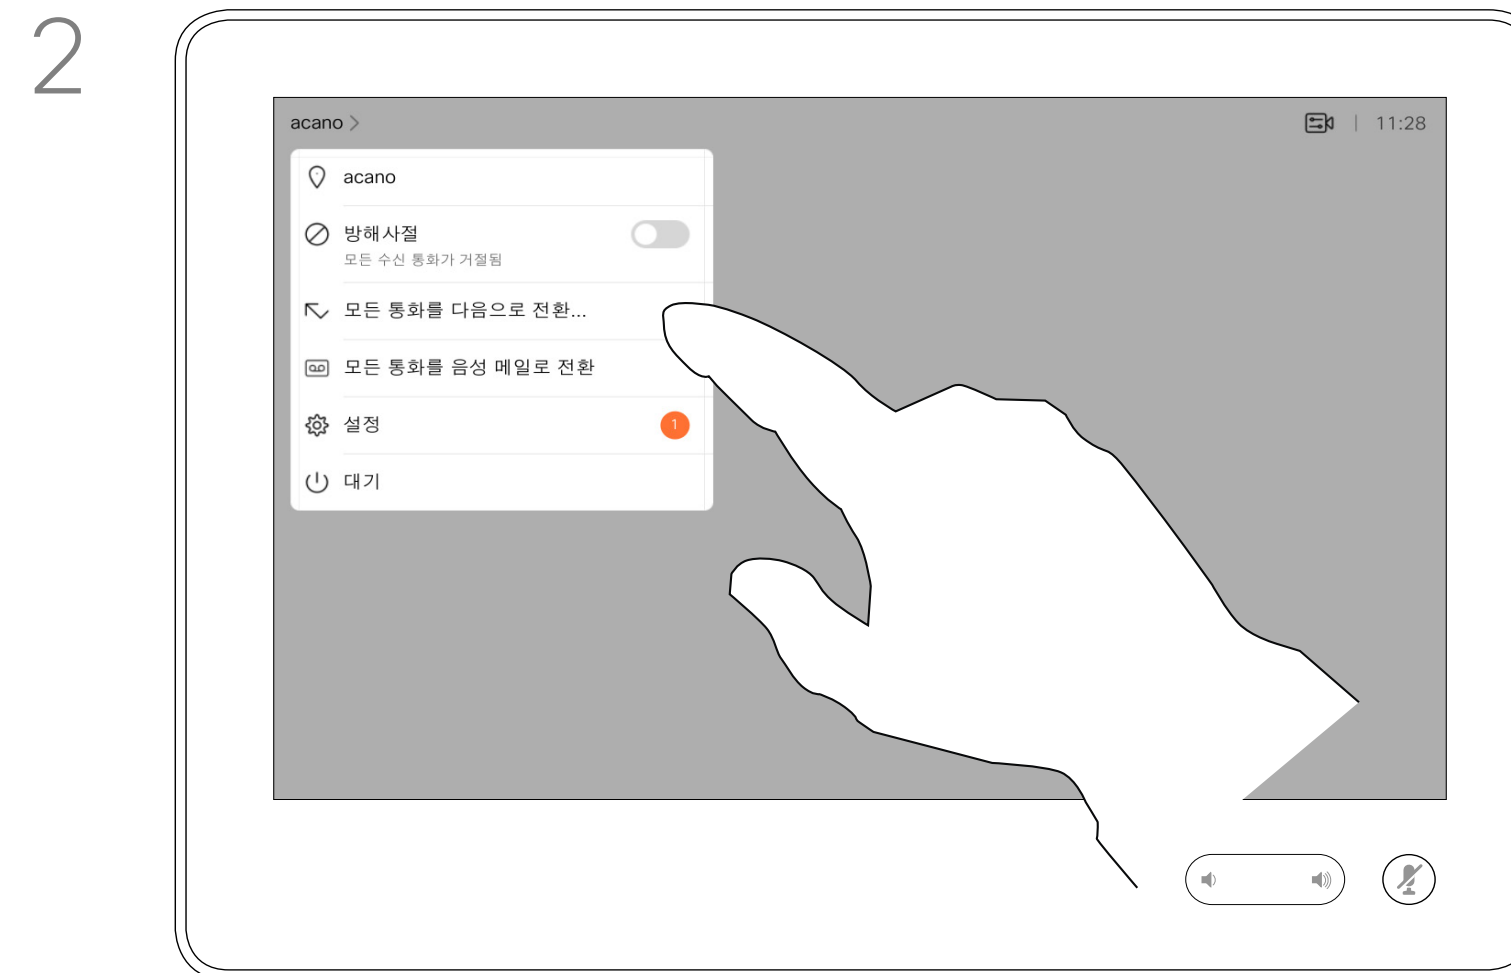 2
acano >
11:28
acano
방해사절
모든 수신 통화가 거절됨
모든 통화를 다음으로 전환...
모든 통화를 음성 메일로 전환
설정
1
대기